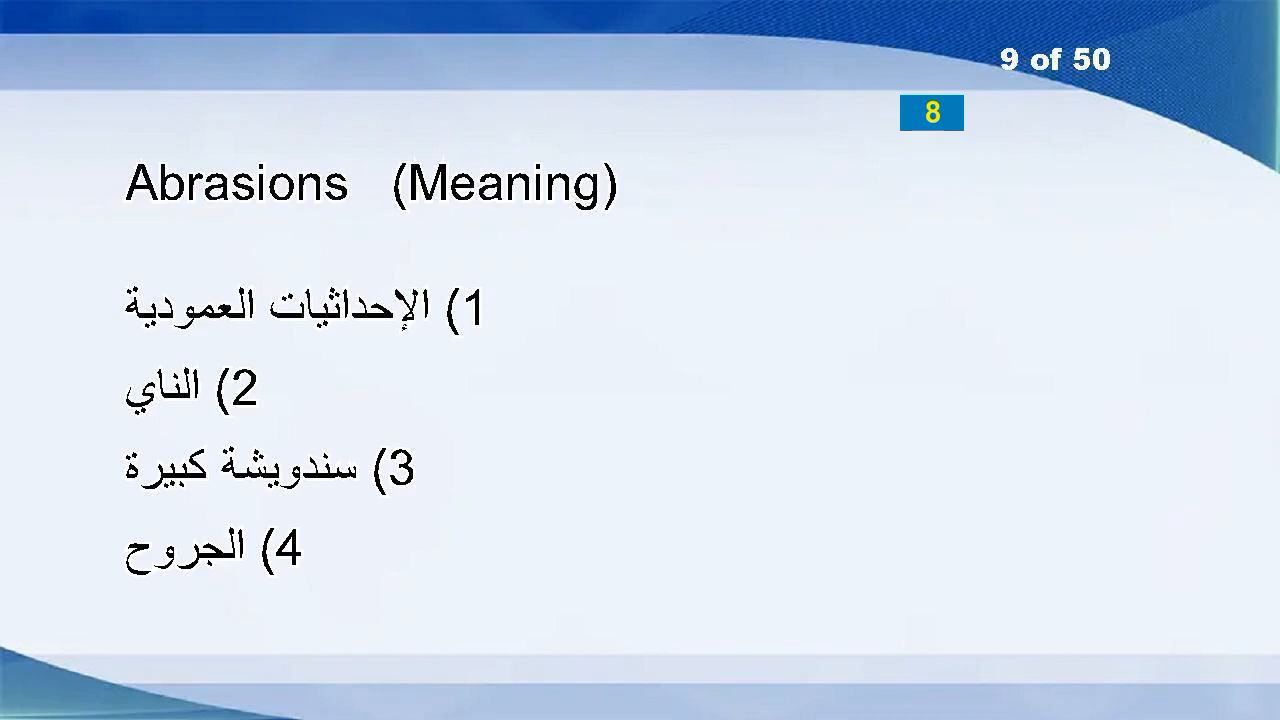 9 of 50
8
Abrasions (Meaning)
1) الإحداثيات العمودية
2) الناي
3) سندويشة كبيرة
4) الجروح